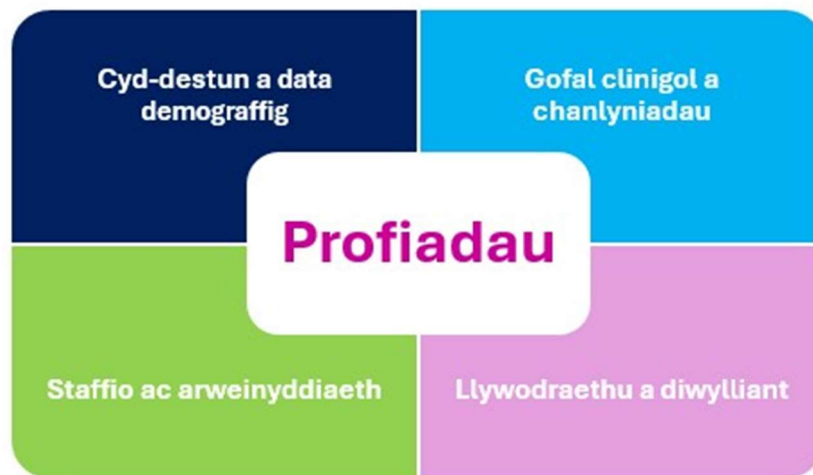 Cyd-destun a data
demograffig
Gofal clinigol a
chanlyniadau
Profiadau
Staffio ac arweinyddiaeth
Llywodraethu a diwylliant